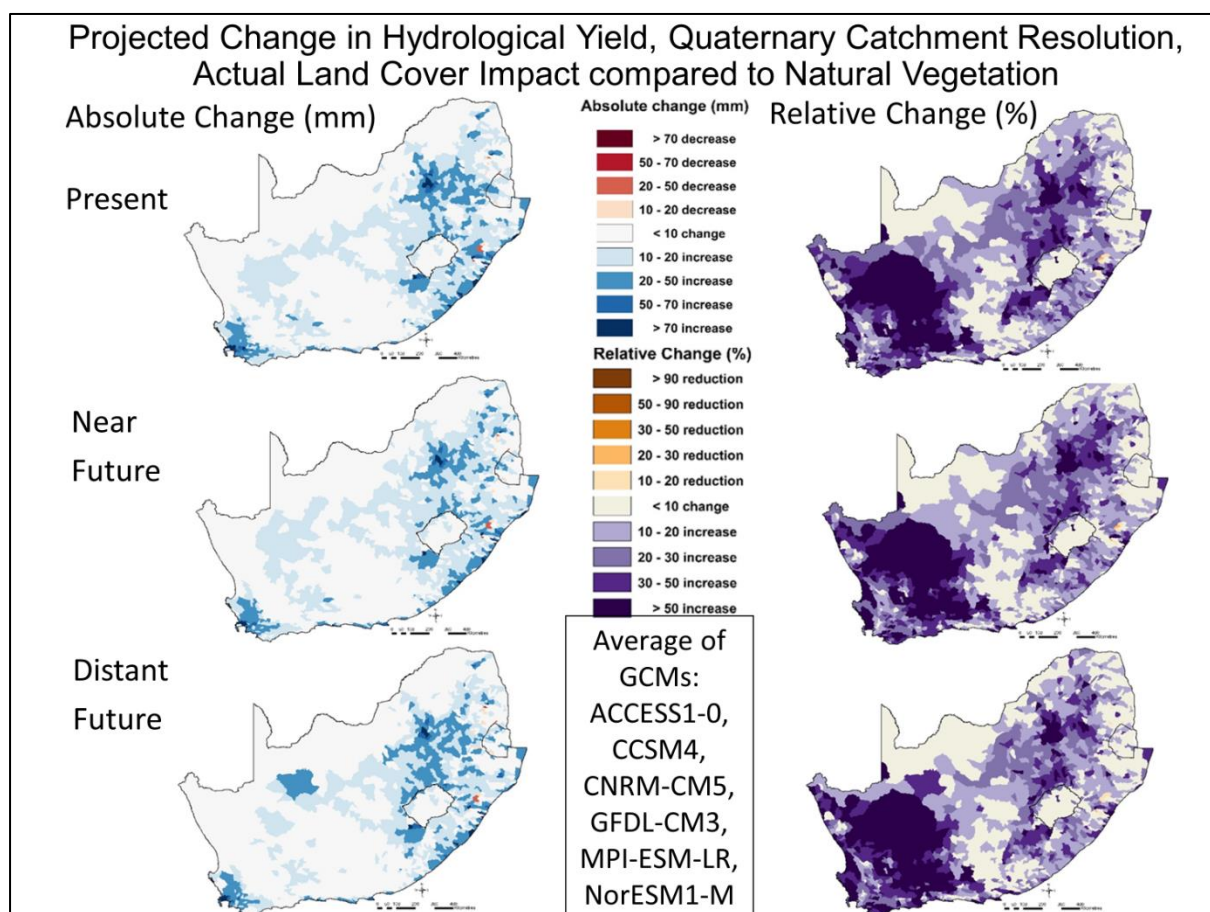 Projected Change in Hydrological Yield, Quaternary Catchment Resolution,
Actual Land Cover Impact compared to Natural Vegetation
Absolute Change (mm)
Present
Near
Future
Distant
Future
Absolute change (mm)
> 70 decrease
50 - 70 decrease
20 - 50 decrease
10 - 20 decrease
< 10 change
10 - 20 increase
20 - 50 increase
50 - 70 increase
> 70 increase
Relative Change (%)
> 90 reduction
50 - 90 reduction
30 - 50 reduction
20 - 30 reduction
10 - 20 reduction
< 10 change
10 - 20 increase
20 - 30 increase
30 - 50 increase
> 50 increase
Average of
GCMs:
ACCESS1-0,
CCSM4,
CNRM-CM5,
GFDL-CM3,
MPI-ESM-LR,
NorESM1-M
Relative Change (%)